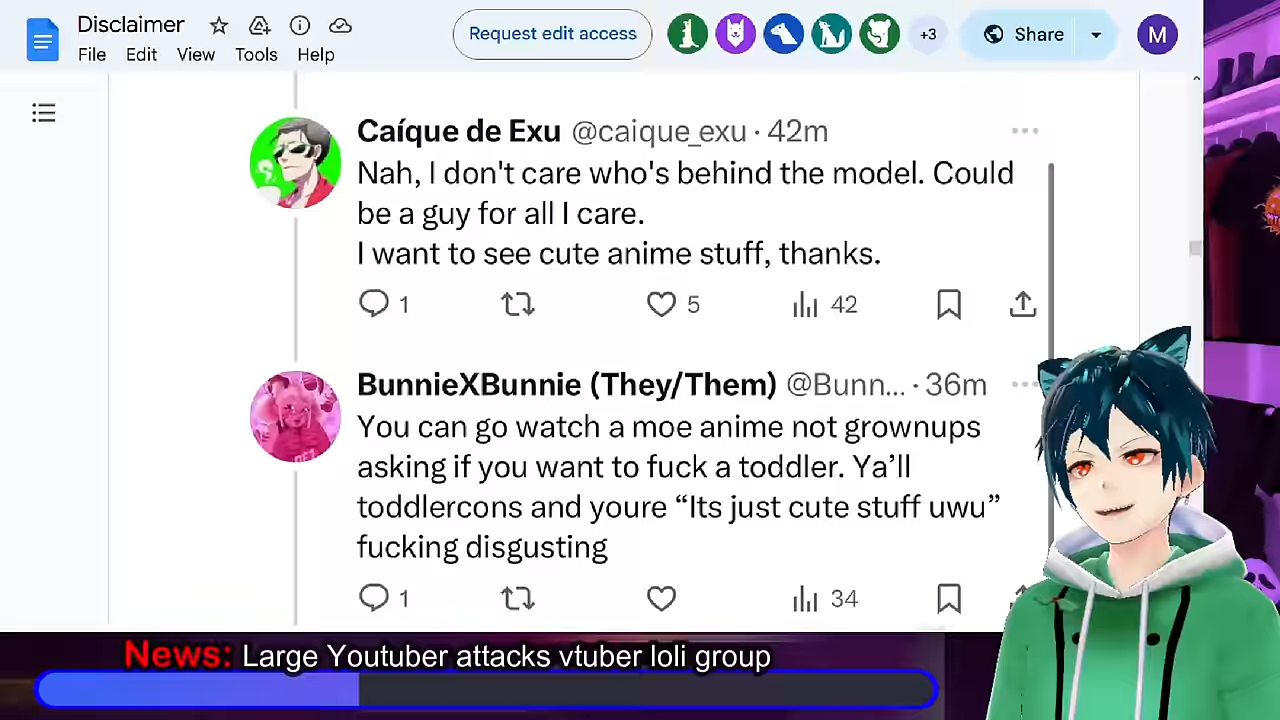 Disclaimer
File Edit View Tools Help
Request edit access
+3
Share
M
Caíque de Exu @caique_exu · 42m
Nah, I don't care who's behind the model. Could
be a guy for all I care.
I want to see cute anime stuff, thanks.
1 5 42
BunnieXBunnie (They/Them) @Bunn... · 36m
You can go watch a moe anime not grownups
asking if you want to fuck a toddler. Ya’ll
toddlercons and youre “Its just cute stuff uwu”
fucking disgusting
1 34
News: Large Youtuber attacks vtuber loli group